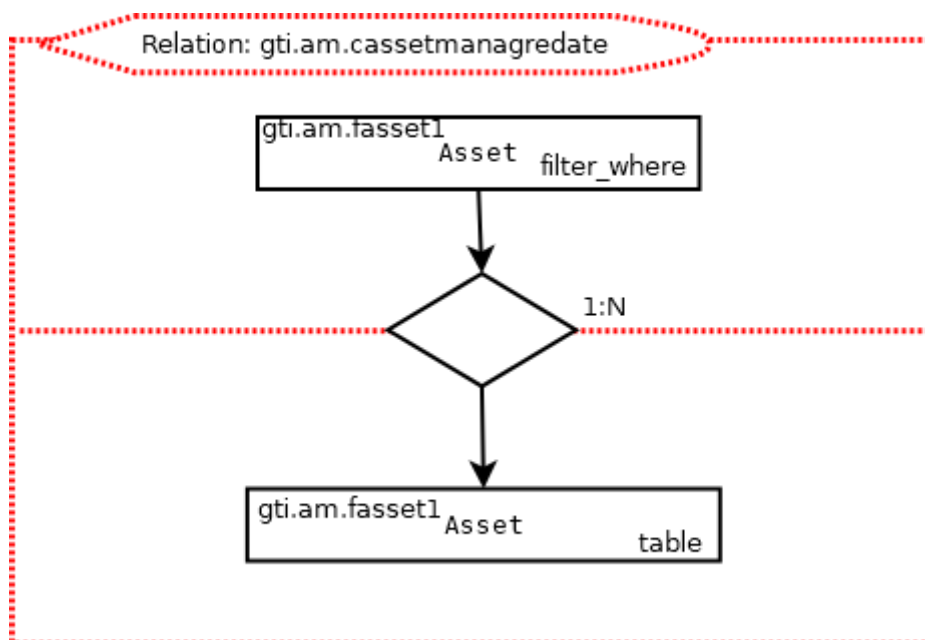 Relation: gti.am.cassetmanagredate
gti.am.fasset1
Asset
filter_where
1:N
gti.am.fasset1
Asset
table